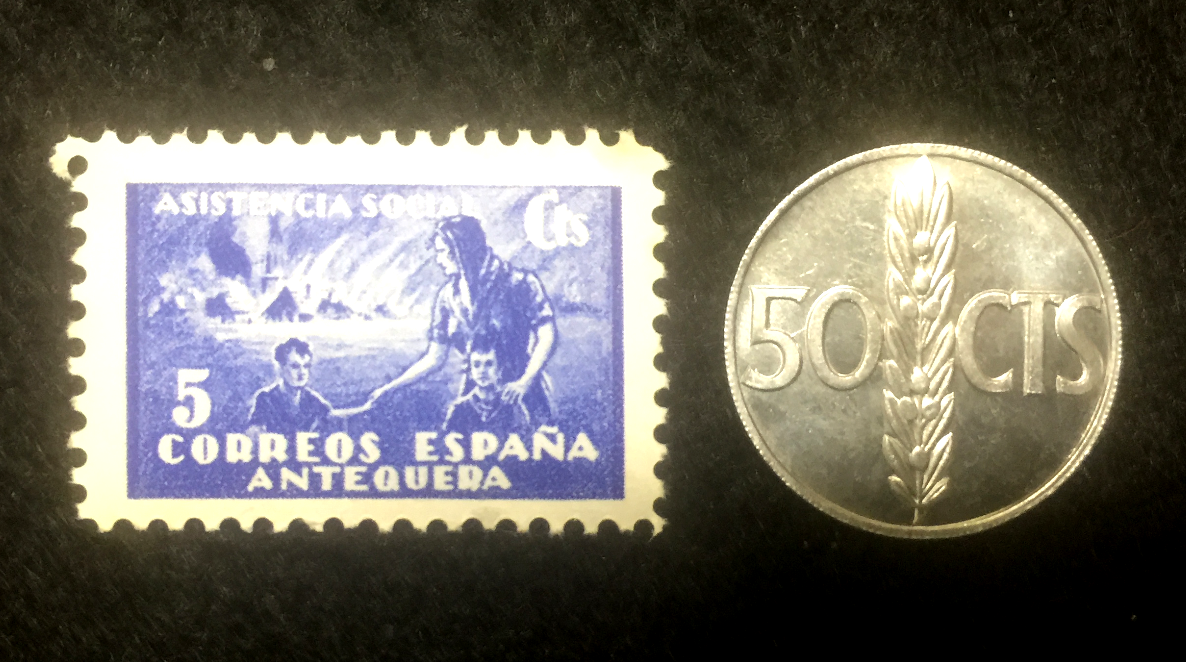 ASISTENCIA SOCIAL
Cts
5
CORREOS ESPAÑA
ANTEQUERA
50 CTS